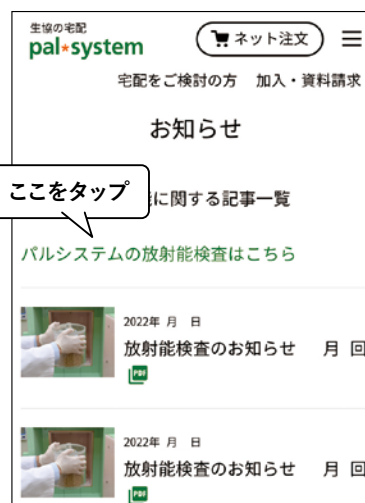 生協の宅配
pal*system
ネット注文
宅配をご検討の方 加入・資料請求
お知らせ
ここをタップ
に関する記事一覧
パルシステムの放射能検査はこちら
2022年 月 日
放射能検査のお知らせ 月 回
PDF
2022年 月 日
放射能検査のお知らせ 月 回
PDF